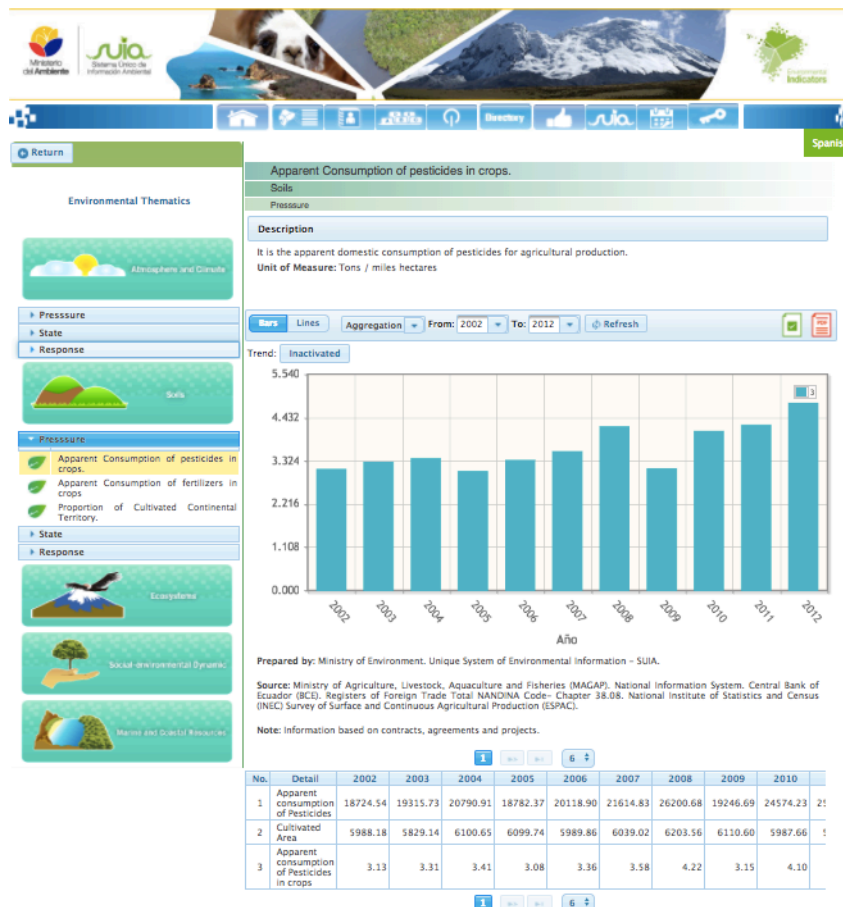 Ministerio
del Ambiente
suia
Sistema Único de
Información Ambiental
Environmental
Indicators
Directory
suia
Return
Spanis
Environmental Thematics
Atmosphere and Climate
Presssure
State
Response
Soils
Presssure
Apparent Consumption of pesticides in
crops.
Apparent Consumption of fertilizers in
crops
Proportion of Cultivated Continental
Territory.
State
Response
Ecosystems
Social-environmental Dynamic
Marine and Coastal Resources
Apparent Consumption of pesticides in crops.
Soils
Presssure
Description
It is the apparent domestic consumption of pesticides for agricultural production.
Unit of Measure: Tons / miles hectares
Bars Lines Aggregation From: 2002 To: 2012 Refresh
PDF
Trend: Inactivated
5.540
3
4.432
3.324
2.216
1.108
0.000
2002 2003 2004 2005 2006 2007 2008 2009 2010 2011 2012
Año
Prepared by: Ministry of Environment. Unique System of Environmental Information – SUIA.
Source: Ministry of Agriculture, Livestock, Aquaculture and Fisheries (MAGAP). National Information System. Central Bank of
Ecuador (BCE). Registers of Foreign Trade Total NANDINA Code– Chapter 38.08. National Institute of Statistics and Census
(INEC) Survey of Surface and Continuous Agricultural Production (ESPAC).
Note: Information based on contracts, agreements and projects.
1 6
No. Detail 2002 2003 2004 2005 2006 2007 2008 2009 2010
1 Apparent consumption of Pesticides 18724.54 19315.73 20790.91 18782.37 20118.90 21614.83 26200.68 19246.69 24574.23 25
2 Cultivated Area 5988.18 5829.14 6100.65 6099.74 5989.86 6039.02 6203.56 6110.60 5987.66
3 Apparent consumption of Pesticides in crops 3.13 3.31 3.41 3.08 3.36 3.58 4.22 3.15 4.10
1 6